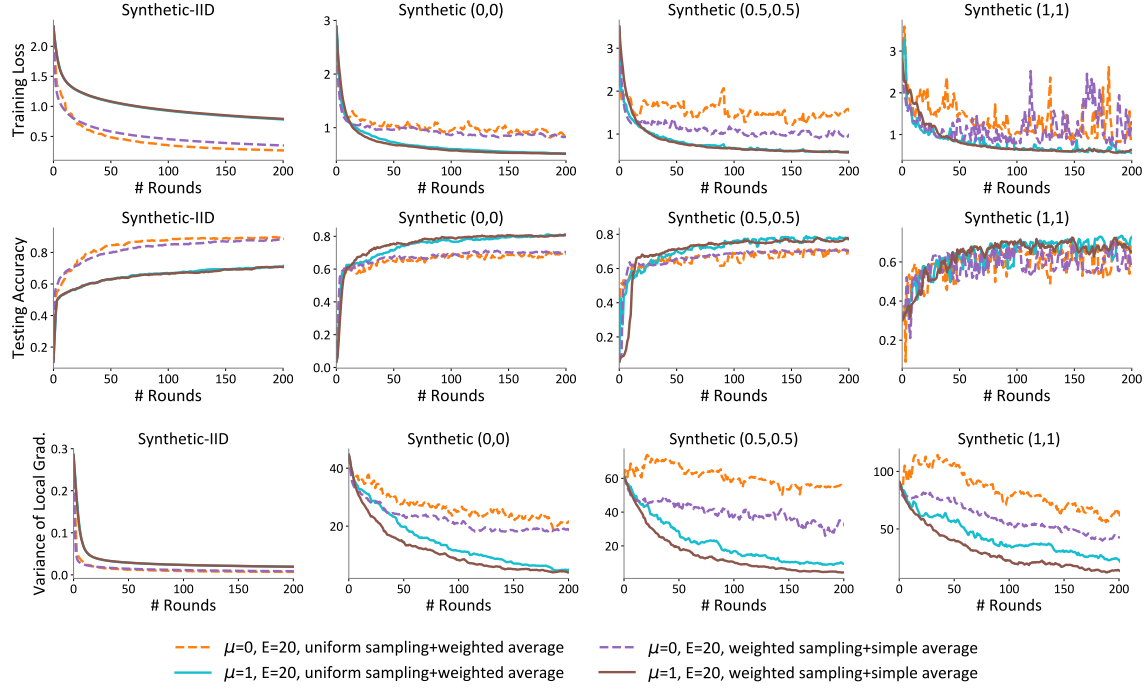 Synthetic-IID
Synthetic (0,0)
Synthetic (0.5,0.5)
Synthetic (1,1)
Training Loss
2.0
1.5
1.0
0.5
3
2
1
3
2
1
3
2
1
0 50 100 150 200
0 50 100 150 200
0 50 100 150 200
0 50 100 150 200
# Rounds
# Rounds
# Rounds
# Rounds
Synthetic-IID
Synthetic (0,0)
Synthetic (0.5,0.5)
Synthetic (1,1)
Testing Accuracy
0.8
0.6
0.4
0.2
0.8
0.6
0.4
0.2
0.0
0.8
0.6
0.4
0.2
0.6
0.4
0.2
0 50 100 150 200
0 50 100 150 200
0 50 100 150 200
0 50 100 150 200
# Rounds
# Rounds
# Rounds
# Rounds
Synthetic-IID
Synthetic (0,0)
Synthetic (0.5,0.5)
Synthetic (1,1)
Variance of Local Grad.
0.3
0.2
0.1
0.0
40
20
60
40
20
100
50
0 50 100 150 200
0 50 100 150 200
0 50 100 150 200
0 50 100 150 200
# Rounds
# Rounds
# Rounds
# Rounds
μ=0, E=20, uniform sampling+weighted average
μ=0, E=20, weighted sampling+simple average
μ=1, E=20, uniform sampling+weighted average
μ=1, E=20, weighted sampling+simple average